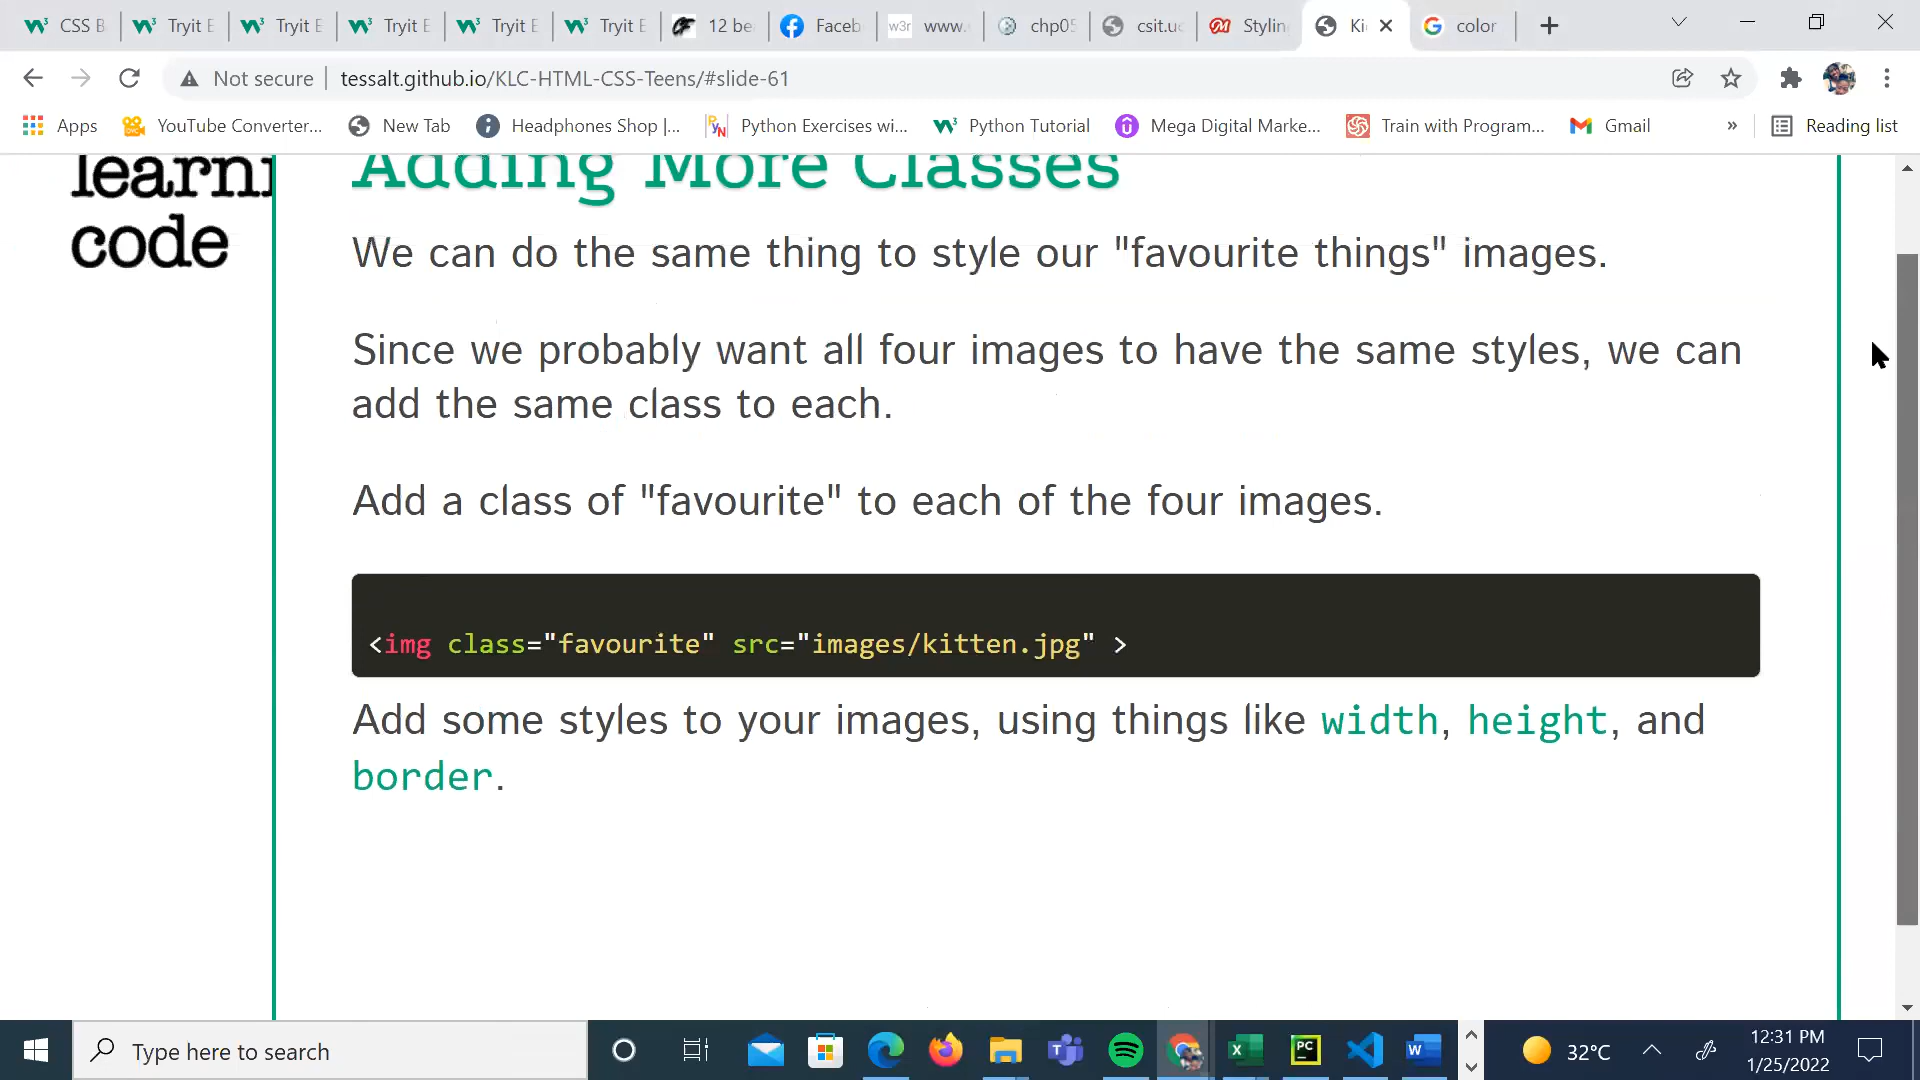 CSS B Tryit E Tryit E Tryit E Tryit E Tryit E 12 be Faceb w3r www. chp05 csit.uc Stylin Ki color
Not secure tessalt.github.io/KLC-HTML-CSS-Teens/#slide-61
Apps YouTube Converter... New Tab Headphones Shop |... Python Exercises wi... Python Tutorial Mega Digital Marke... Train with Program... Gmail » Reading list
learni
code
Adding More Classes
We can do the same thing to style our "favourite things" images.
Since we probably want all four images to have the same styles, we can
add the same class to each.
Add a class of "favourite" to each of the four images.
<img class="favourite" src="images/kitten.jpg" >
Add some styles to your images, using things like width, height, and
border.
Type here to search
32°C
12:31 PM
1/25/2022